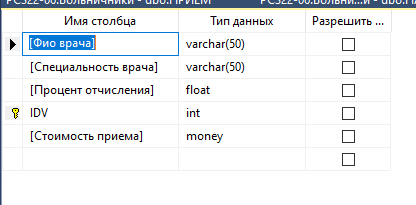 Имя столбца Тип данных Разрешить ...
[Фио врача] varchar(50)
[Специальность врача] varchar(50)
[Процент отчисления] float
IDV int
[Стоимость приема] money